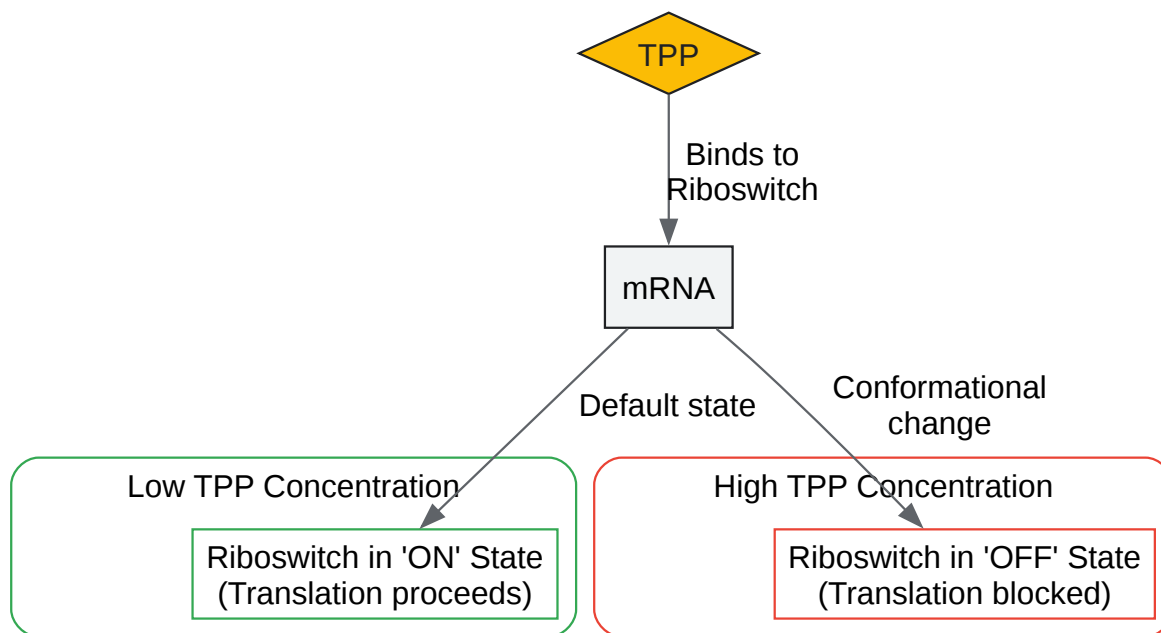 TPP
Binds to
Riboswitch
mRNA
Default state
Conformational
change
Low TPP Concentration
High TPP Concentration
Riboswitch in 'ON' State
(Translation proceeds)
Riboswitch in 'OFF' State
(Translation blocked)